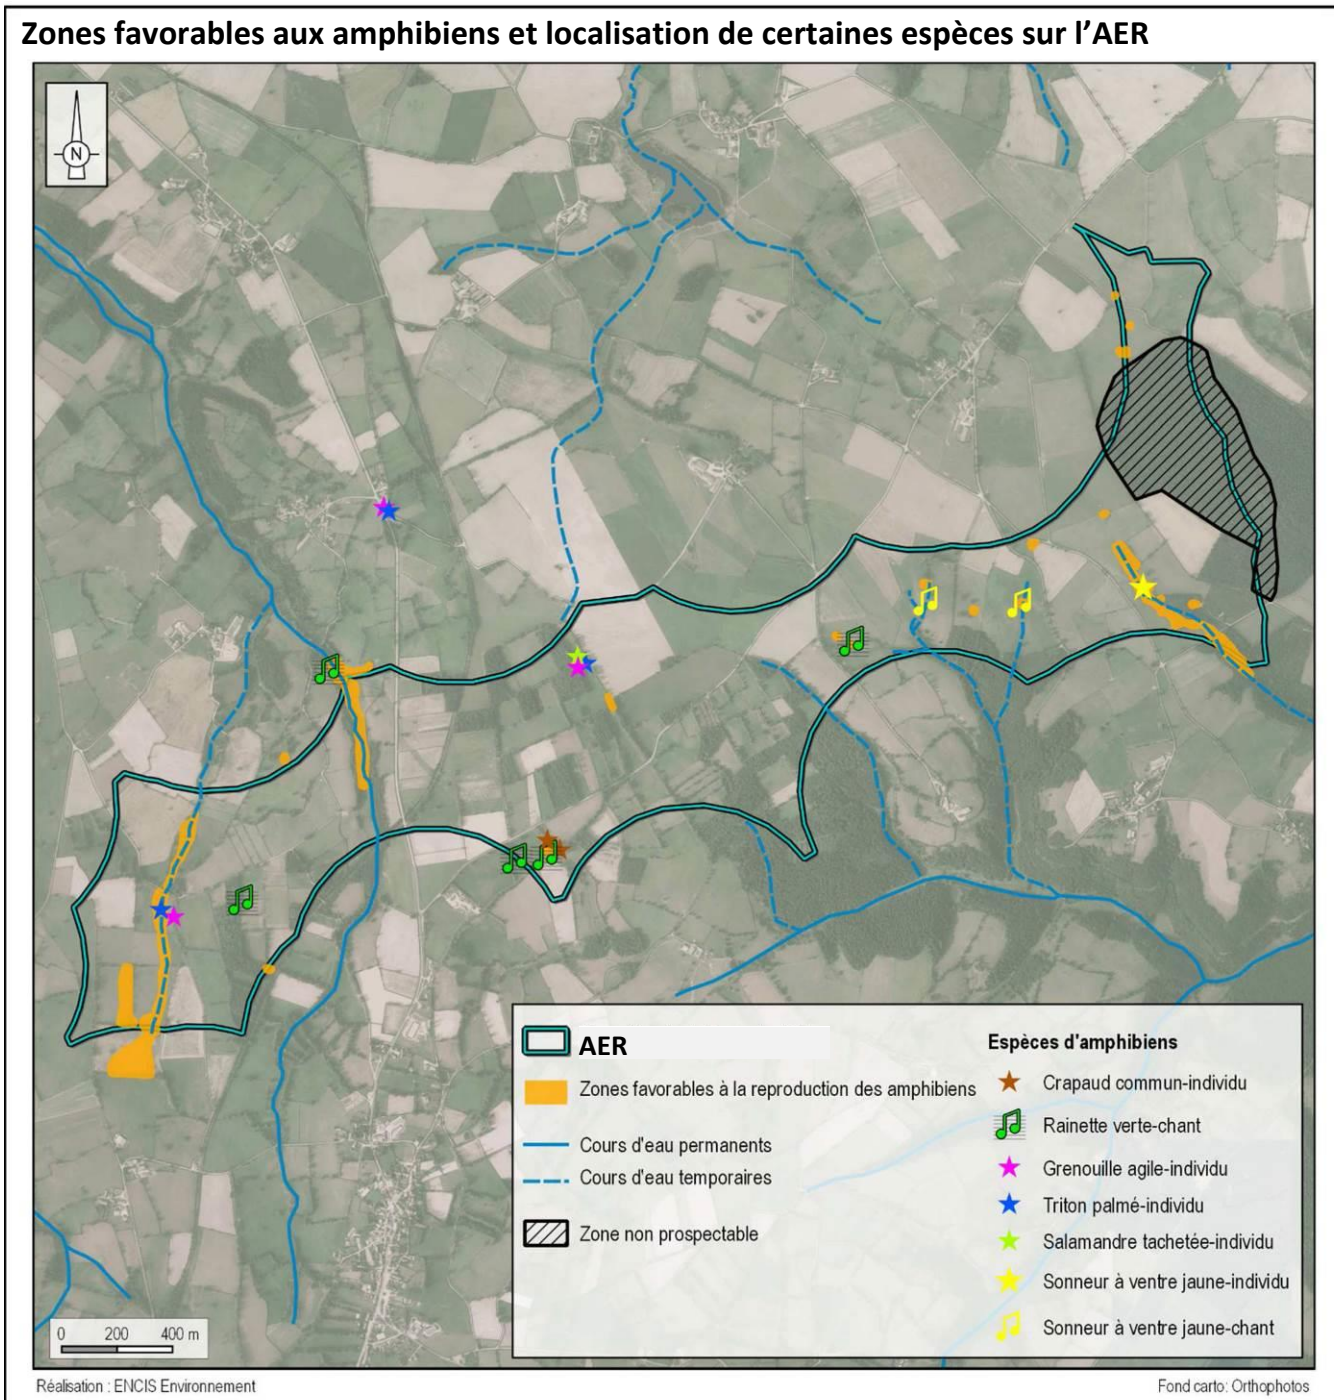 Zones favorables aux amphibiens et localisation de certaines espèces sur l'AER
N
AER
Zones favorables à la reproduction des amphibiens
Cours d'eau permanents
Cours d'eau temporaires
Zone non prospectable
Espèces d'amphibiens
Crapaud commun-individu
Rainette verte-chant
Grenouille agile-individu
Triton palmé-individu
Salamandre tachetée-individu
Sonneur à ventre jaune-individu
Sonneur à ventre jaune-chant
0 200 400 m
Réalisation : ENCIS Environnement
Fond carto: Orthophotos